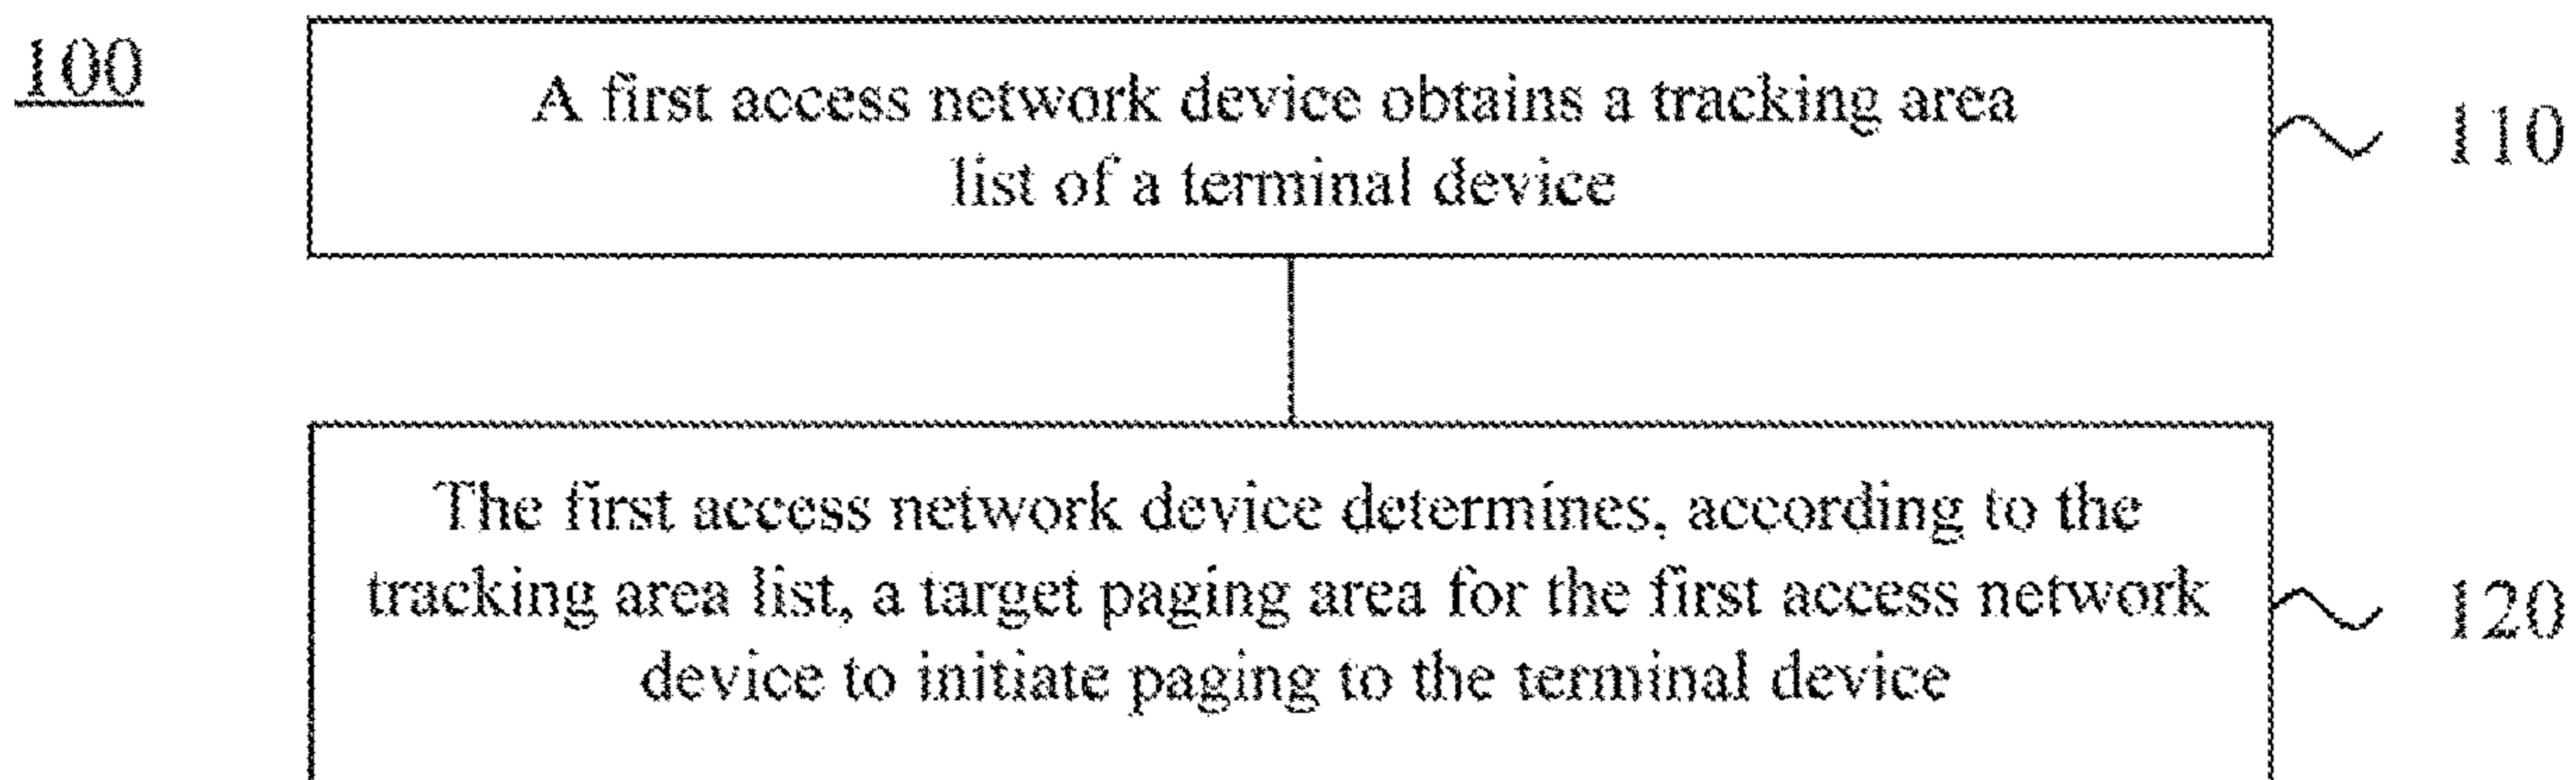 100
A first access network device obtains a tracking area
list of a terminal device
110
The first access network device determines, according to the
tracking area list, a target paging area for the first access network
device to initiate paging to the terminal device
120